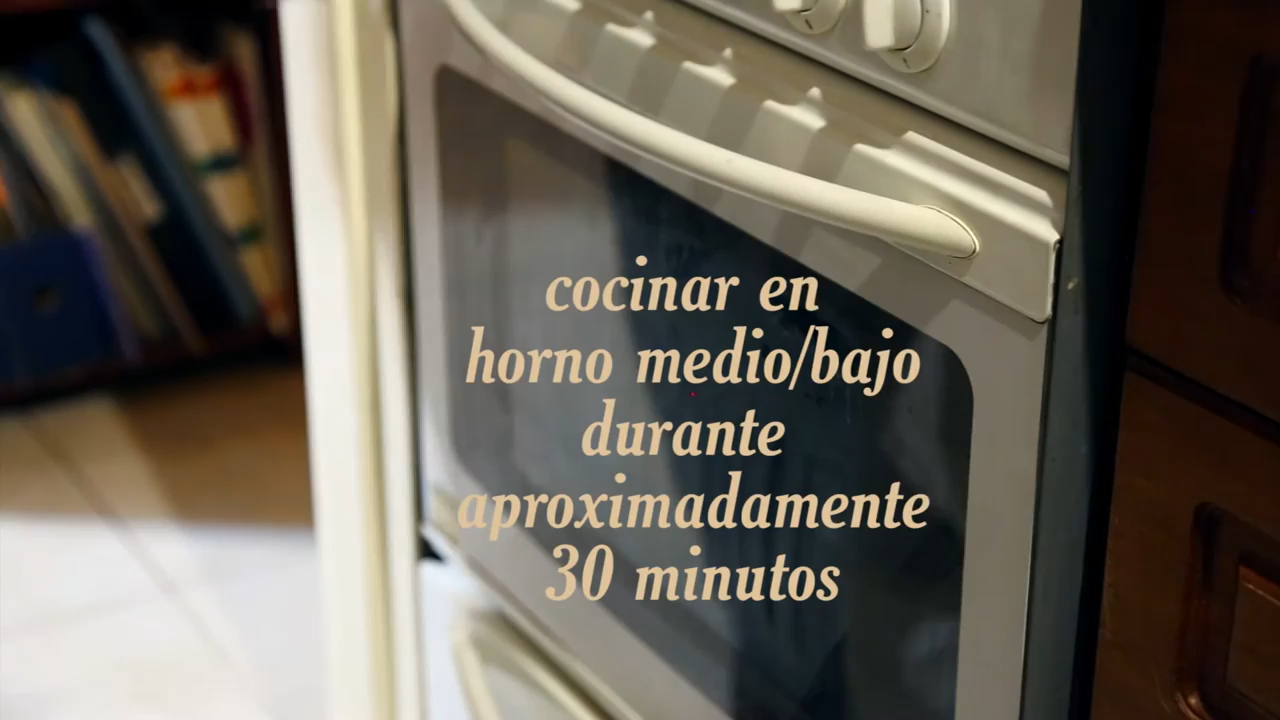 cocinar en
horno medio/bajo
durante
aproximadamente
30 minutos